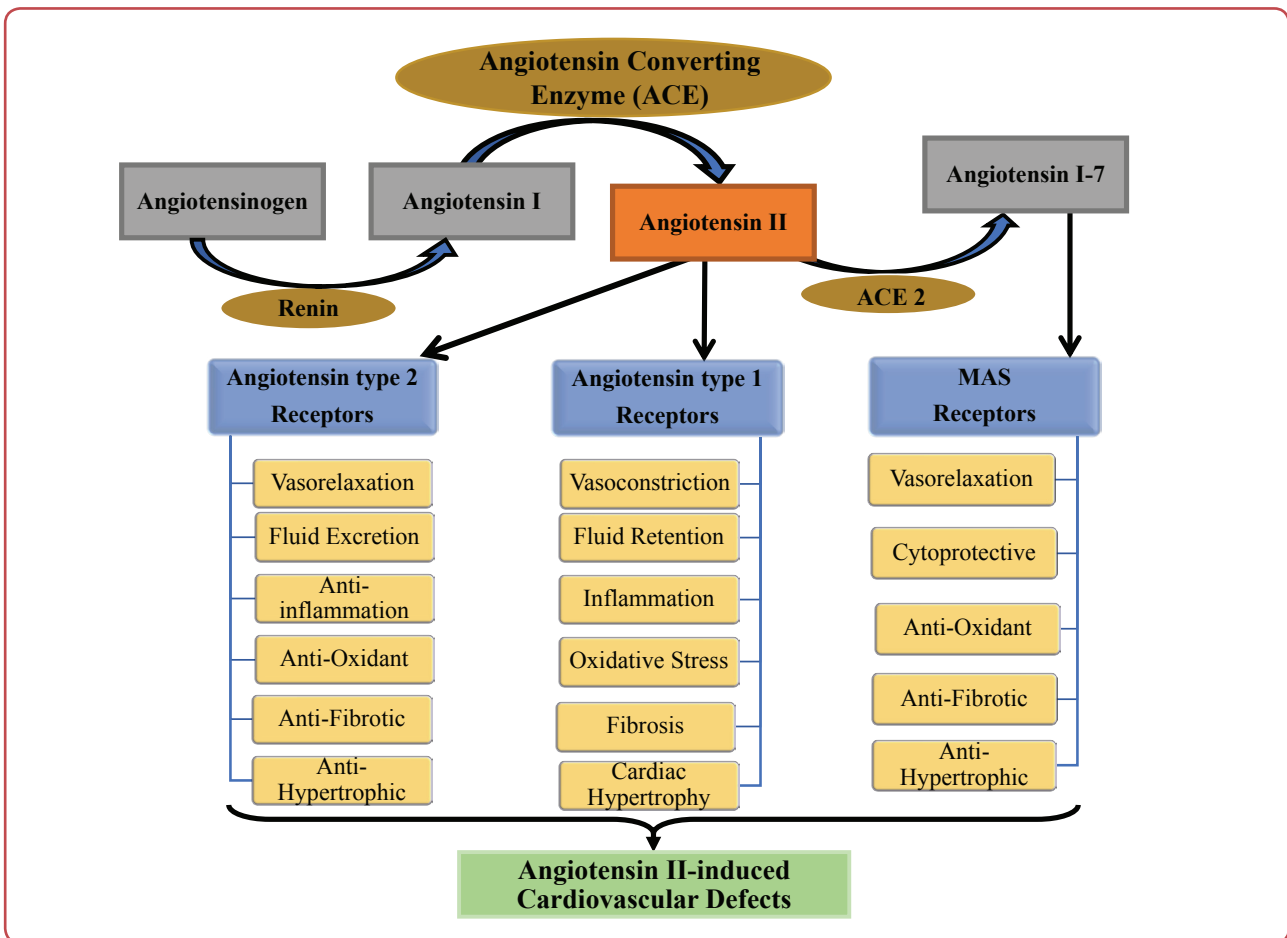 Angiotensin Converting
Enzyme (ACE)
Angiotensinogen
Angiotensin I
Angiotensin II
Angiotensin I-7
Renin
ACE 2
Angiotensin type 2
Receptors
Vasorelaxation
Fluid Excretion
Anti-
inflammation
Anti-Oxidant
Anti-Fibrotic
Anti-
Hypertrophic
Angiotensin type 1
Receptors
Vasoconstriction
Fluid Retention
Inflammation
Oxidative Stress
Fibrosis
Cardiac
Hypertrophy
MAS
Receptors
Vasorelaxation
Cytoprotective
Anti-Oxidant
Anti-Fibrotic
Anti-
Hypertrophic
Angiotensin II-induced
Cardiovascular Defects